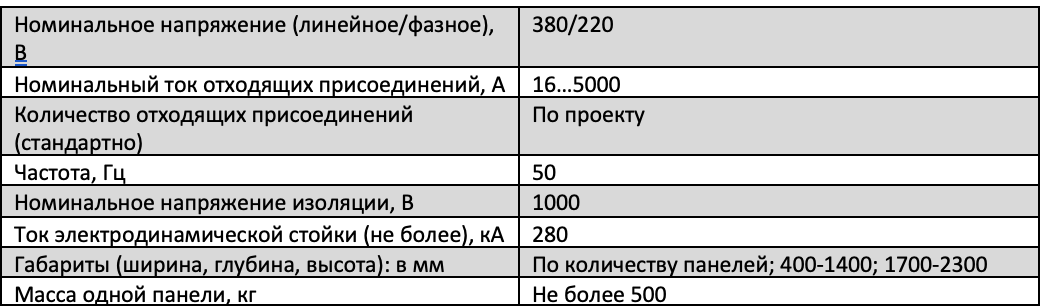 Номинальное напряжение (линейное/фазное), 380/220
В
Номинальный ток отходящих присоединений, А 16…5000
Количество отходящих присоединений По проекту
(стандартно)
Частота, Гц 50
Номинальное напряжение изоляции, В 1000
Ток электродинамической стойки (не более), кА 280
Габариты (ширина, глубина, высота): в мм По количеству панелей; 400-1400; 1700-2300
Масса одной панели, кг Не более 500